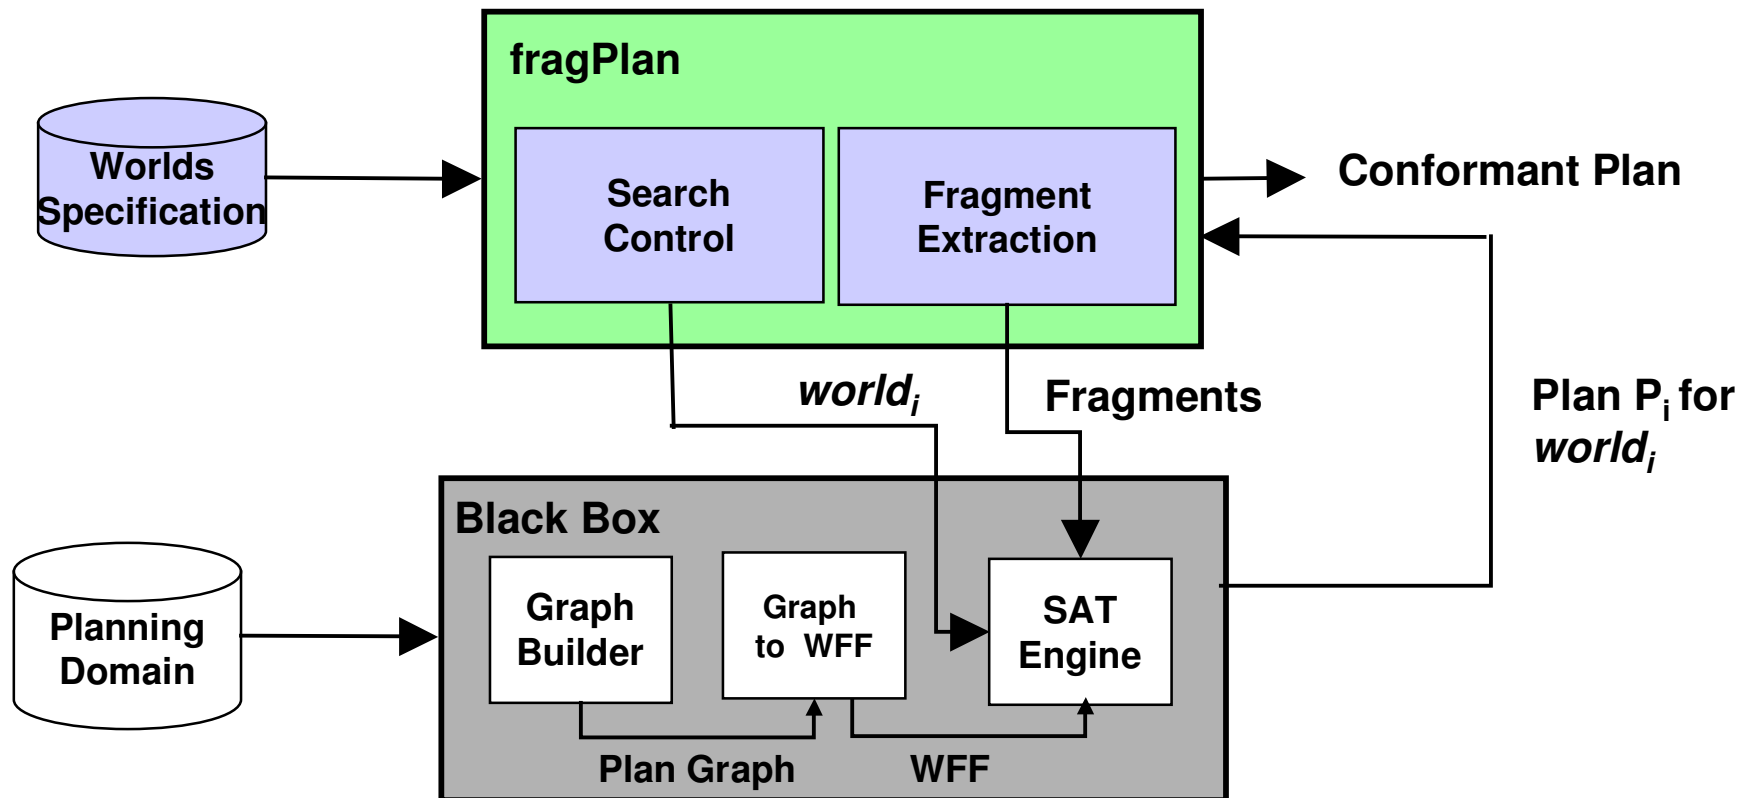 fragPlan
Worlds
Specification
Search
Control
Fragment
Extraction
Conformant Plan
world_i
Fragments
Plan P_i for
world_i
Black Box
Planning
Domain
Graph
Builder
Graph
to WFF
SAT
Engine
Plan Graph
WFF